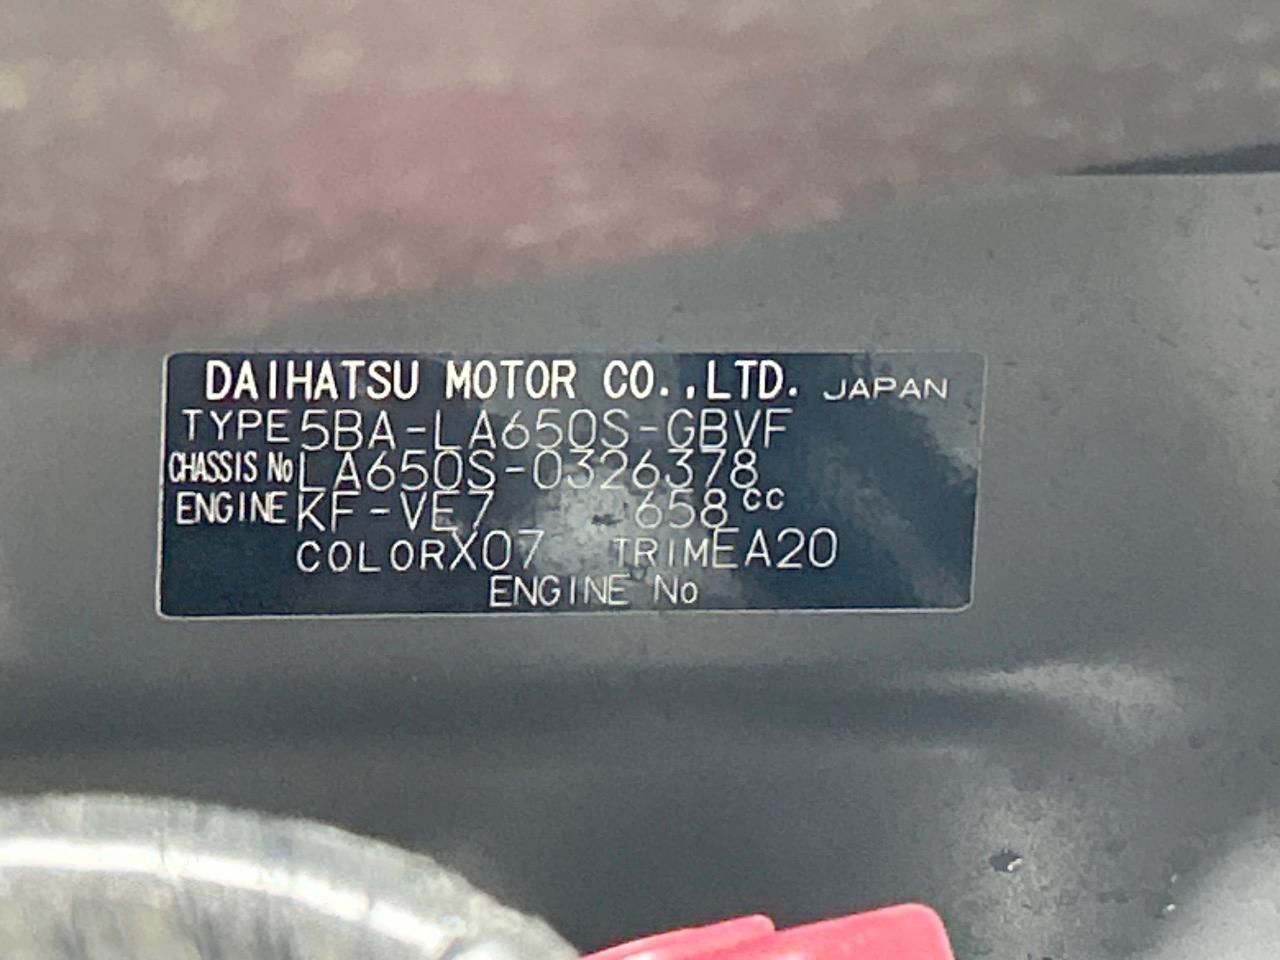 DAIHATSU MOTOR CO.,LTD. JAPAN
TYPE 5BA-LA650S-GBVF
CHASSIS No LA650S-0326378
ENGINE KF-VE7 658cc
COLOR X07 TRIM EA20
ENGINE No